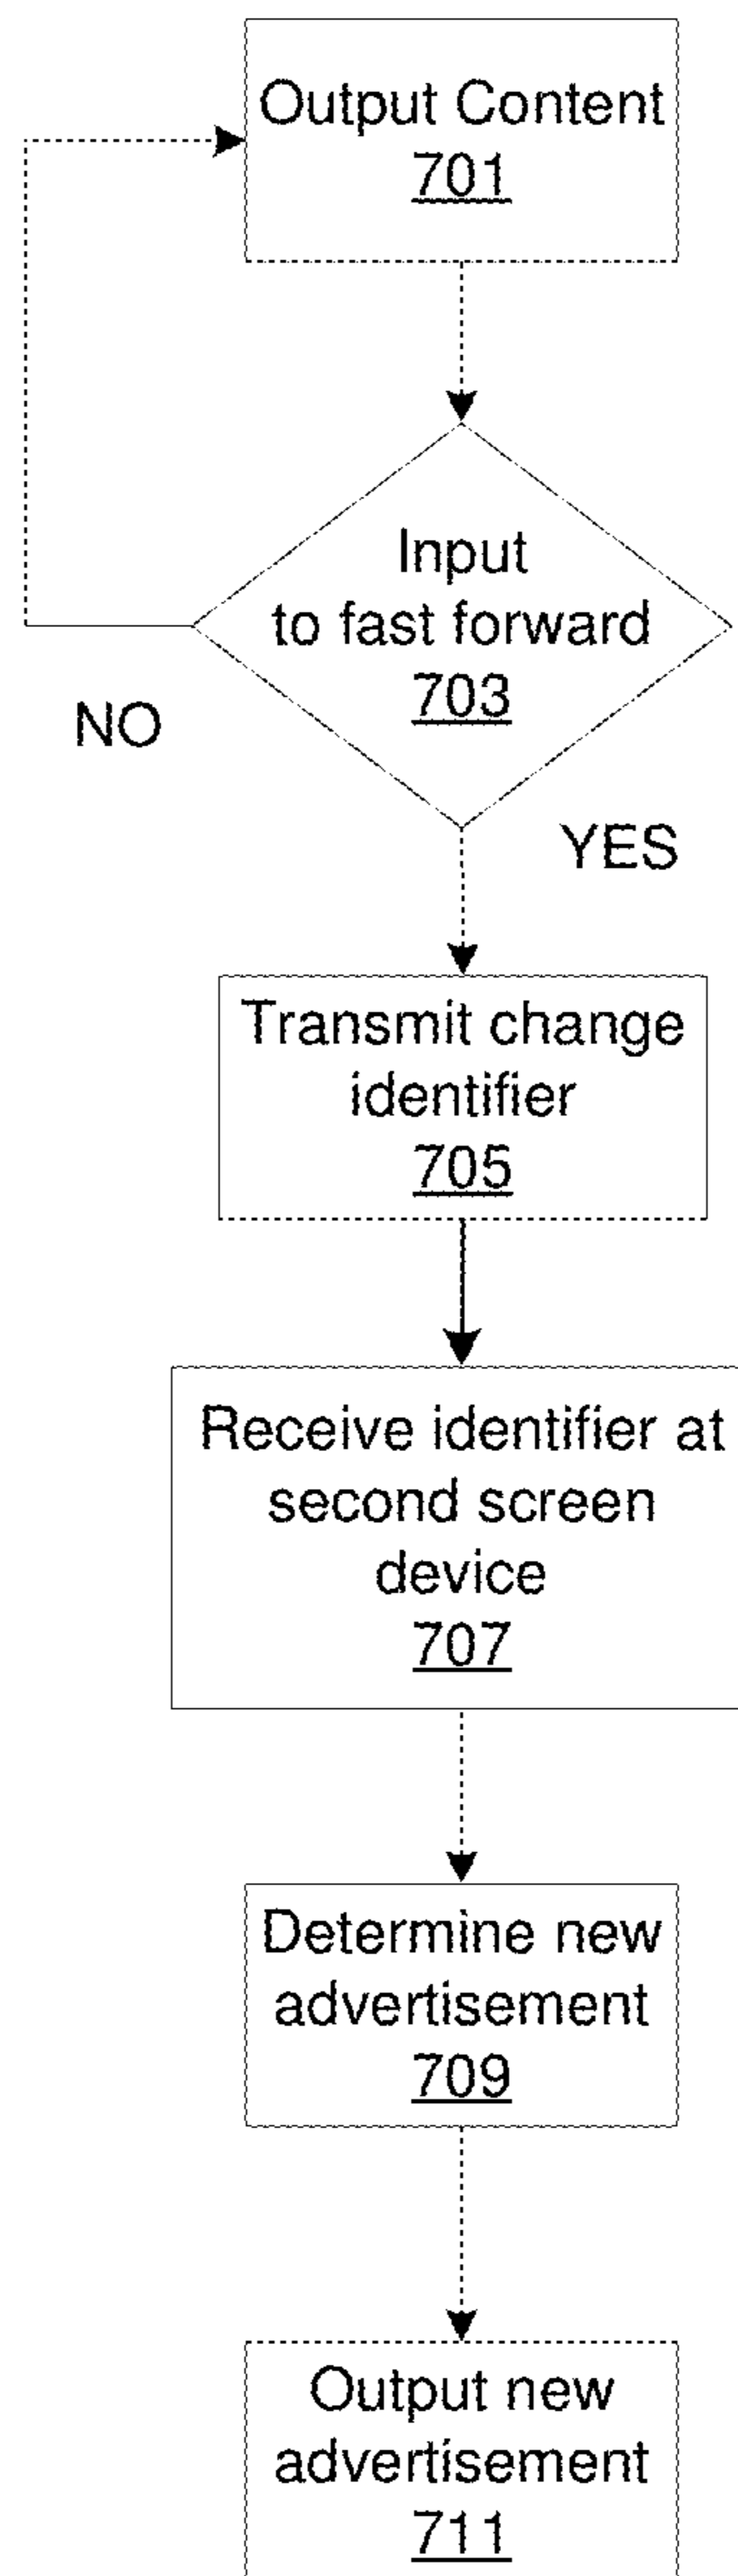 Output Content
701
Input
to fast forward
703
NO
YES
Transmit change
identifier
705
Receive identifier at
second screen
device
707
Determine new
advertisement
709
Output new
advertisement
711